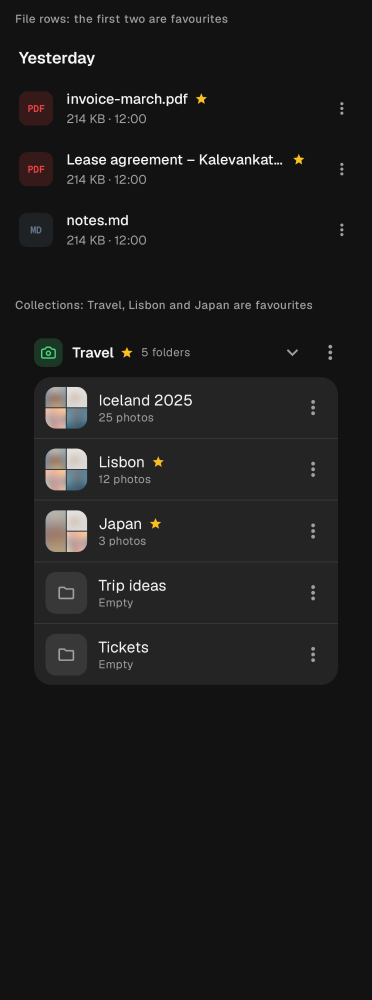 File rows: the first two are favourites
Yesterday
PDF
invoice-march.pdf
214 KB · 12:00
PDF
Lease agreement – Kalevankat…
214 KB · 12:00
MD
notes.md
214 KB · 12:00
Collections: Travel, Lisbon and Japan are favourites
Travel 5 folders
Iceland 2025
25 photos
Lisbon
12 photos
Japan
3 photos
Trip ideas
Empty
Tickets
Empty